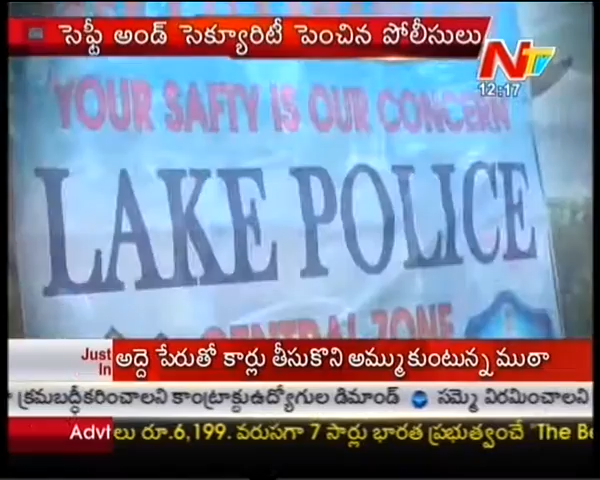 సెఫ్టీ అండ్ సెక్యూరిటీ పెంచిన పోలీసులు
NTV
12:17
YOUR SAFTY IS OUR CONCERN
LAKE POLICE
CENTRAL ZONE
Just In
అద్దె పేరుతో కార్లు తీసుకొని అమ్ముకుంటున్న ముఠా
క్రమబద్ధీకరించాలని కాంట్రాక్టుఉద్యోగుల డిమాండ్ సమ్మె విరమించాలని
Advt లు రూ.6,199. వరుసగా 7 సార్లు భారత ప్రభుత్వంచే "The Be